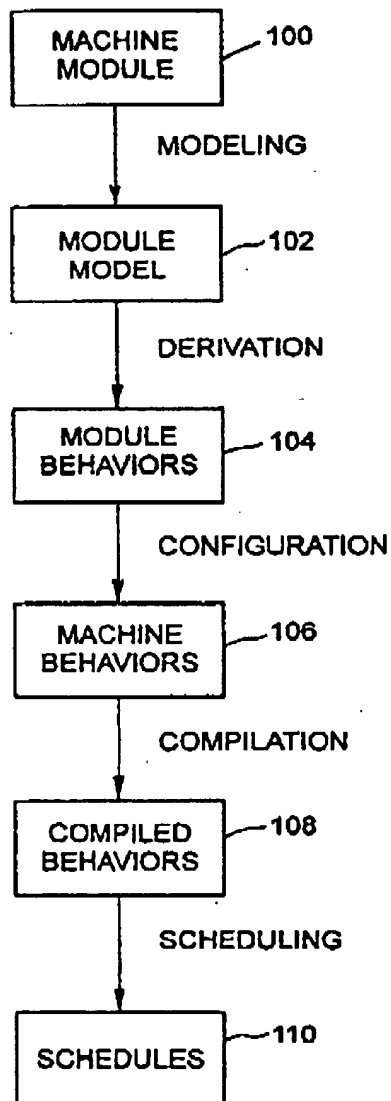 MACHINE
MODULE
100
MODELING
MODULE
MODEL
102
DERIVATION
MODULE
BEHAVIORS
104
CONFIGURATION
MACHINE
BEHAVIORS
106
COMPILATION
COMPILED
BEHAVIORS
108
SCHEDULING
SCHEDULES
110